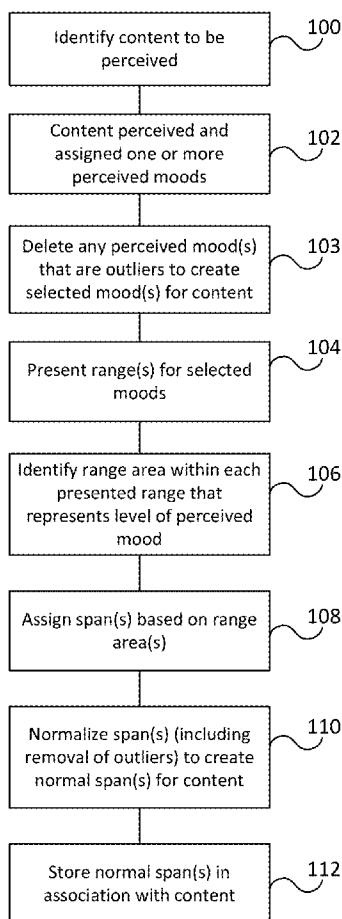 Identify content to be
perceived
100
Content perceived and
assigned one or more
perceived moods
102
Delete any perceived mood(s)
that are outliers to create
selected mood(s) for content
103
Present range(s) for selected
moods
104
Identify range area within each
presented range that
represents level of perceived
mood
106
Assign span(s) based on range
area(s)
108
Normalize span(s) (including
removal of outliers) to create
normal span(s) for content
110
Store normal span(s) in
association with content
112